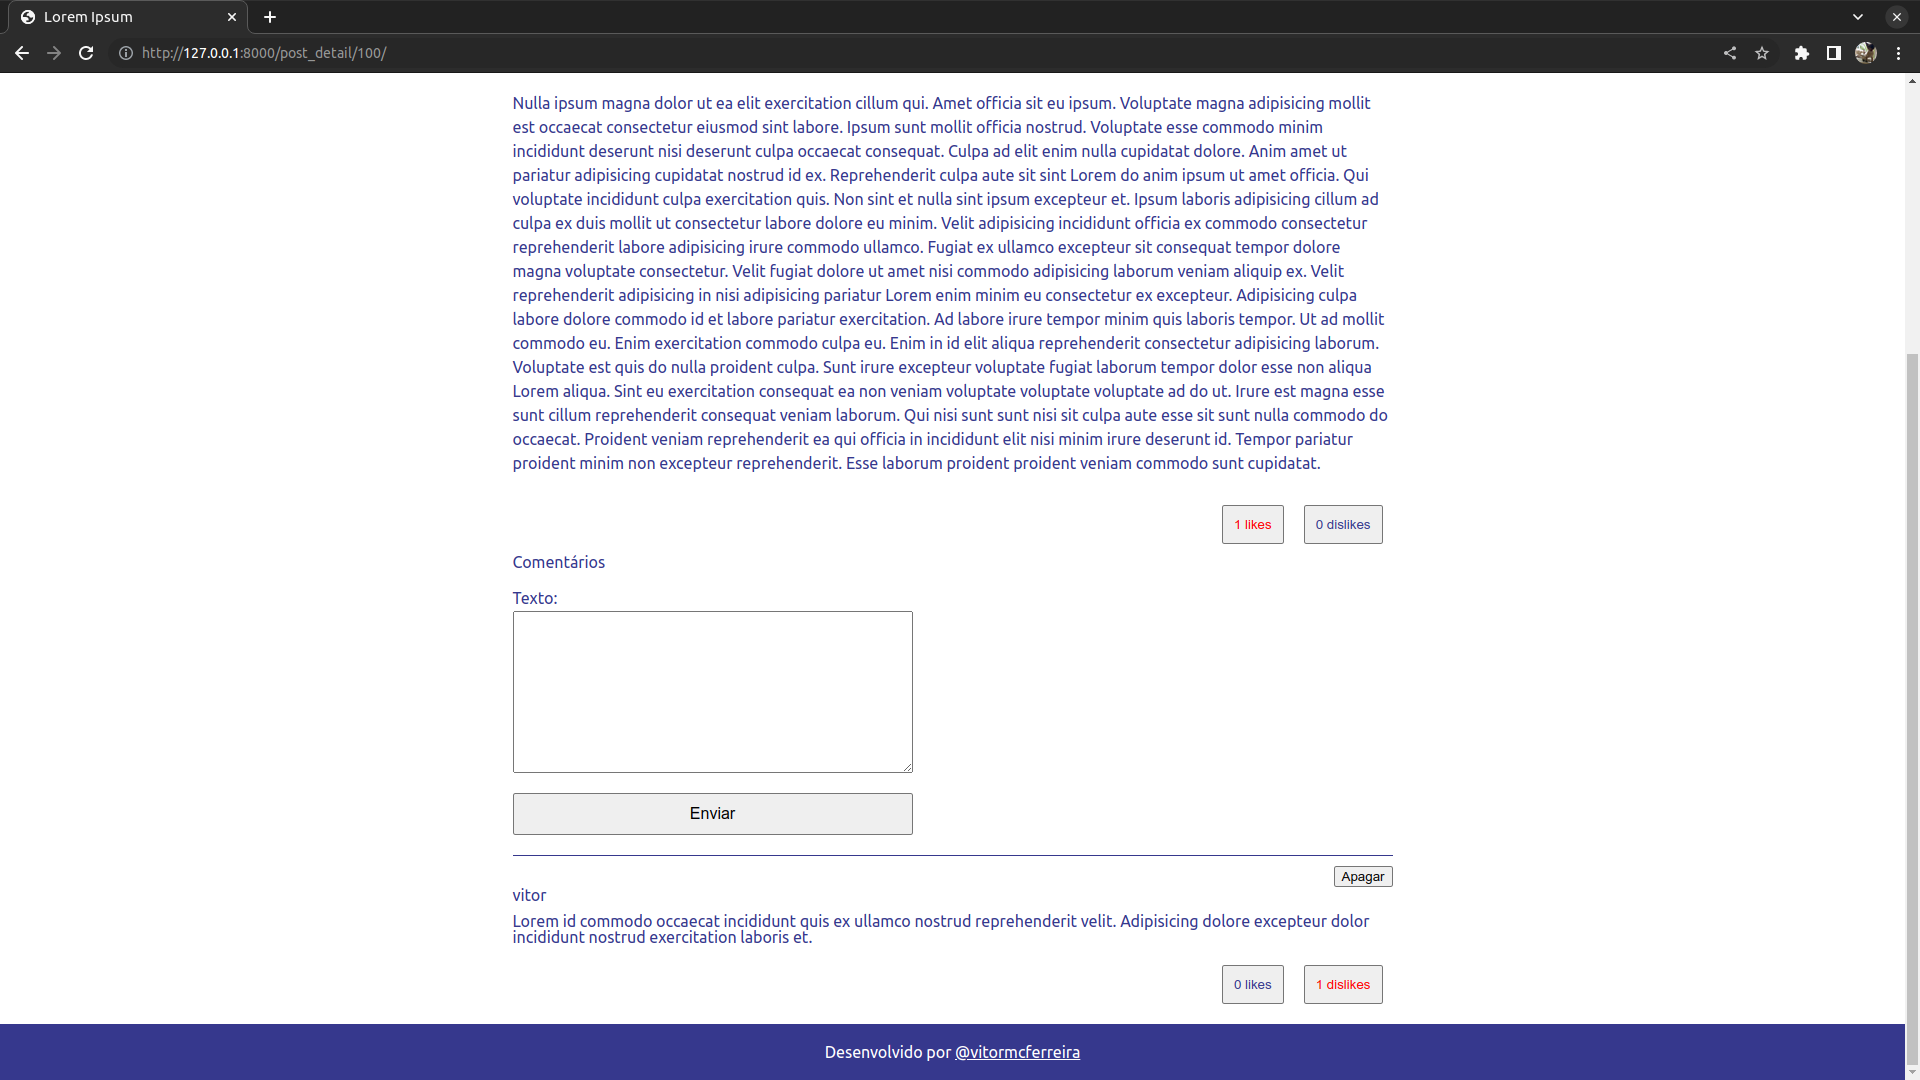 Lorem Ipsum
http://127.0.0.1:8000/post_detail/100/
Nulla ipsum magna dolor ut ea elit exercitation cillum qui. Amet officia sit eu ipsum. Voluptate magna adipisicing mollit
est occaecat consectetur eiusmod sint labore. Ipsum sunt mollit officia nostrud. Voluptate esse commodo minim
incididunt deserunt nisi deserunt culpa occaecat consequat. Culpa ad elit enim nulla cupidatat dolore. Anim amet ut
pariatur adipisicing cupidatat nostrud id ex. Reprehenderit culpa aute sit sint Lorem do anim ipsum ut amet officia. Qui
voluptate incididunt culpa exercitation quis. Non sint et nulla sint ipsum excepteur et. Ipsum laboris adipisicing cillum ad
culpa ex duis mollit ut consectetur labore dolore eu minim. Velit adipisicing incididunt officia ex commodo consectetur
reprehenderit labore adipisicing irure commodo ullamco. Fugiat ex ullamco excepteur sit consequat tempor dolore
magna voluptate consectetur. Velit fugiat dolore ut amet nisi commodo adipisicing laborum veniam aliquip ex. Velit
reprehenderit adipisicing in nisi adipisicing pariatur Lorem enim minim eu consectetur ex excepteur. Adipisicing culpa
labore dolore commodo id et labore pariatur exercitation. Ad labore irure tempor minim quis laboris tempor. Ut ad mollit
commodo eu. Enim exercitation commodo culpa eu. Enim in id elit aliqua reprehenderit consectetur adipisicing laborum.
Voluptate est quis do nulla proident culpa. Sunt irure excepteur voluptate fugiat laborum tempor dolor esse non aliqua
Lorem aliqua. Sint eu exercitation consequat ea non veniam voluptate voluptate voluptate ad do ut. Irure est magna esse
sunt cillum reprehenderit consequat veniam laborum. Qui nisi sunt sunt nisi sit culpa aute esse sit sunt nulla commodo do
occaecat. Proident veniam reprehenderit ea qui officia in incididunt elit nisi minim irure deserunt id. Tempor pariatur
proident minim non excepteur reprehenderit. Esse laborum proident proident veniam commodo sunt cupidatat.
1 likes 0 dislikes
Comentários
Texto:
Enviar
Apagar
vitor
Lorem id commodo occaecat incididunt quis ex ullamco nostrud reprehenderit velit. Adipisicing dolore excepteur dolor
incididunt nostrud exercitation laboris et.
0 likes 1 dislikes
Desenvolvido por @vitormcferreira